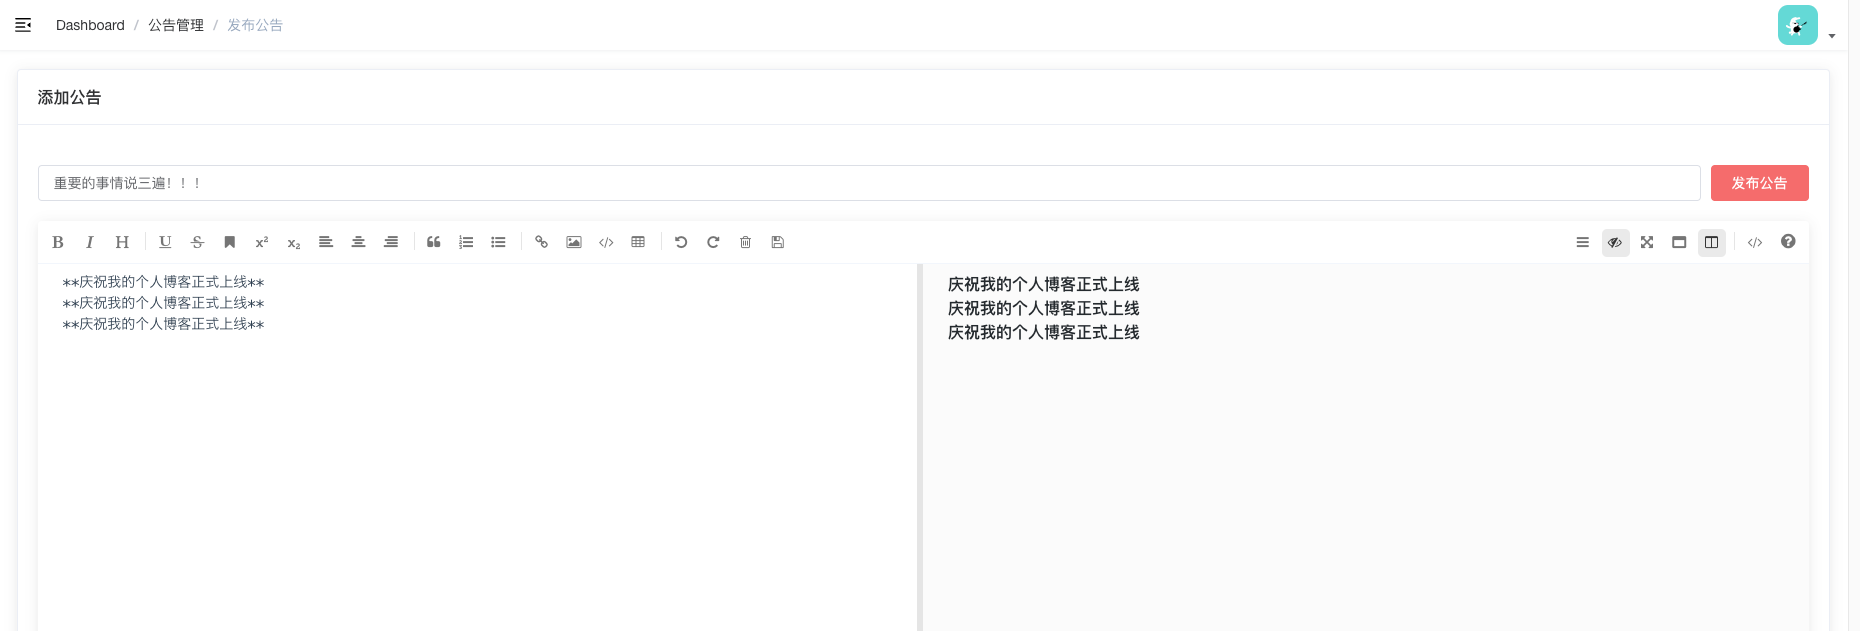 Dashboard / 公告管理 / 发布公告
添加公告
重要的事情说三遍！！！
发布公告
B I H U S x² x₂
**庆祝我的个人博客正式上线**
**庆祝我的个人博客正式上线**
**庆祝我的个人博客正式上线**
庆祝我的个人博客正式上线
庆祝我的个人博客正式上线
庆祝我的个人博客正式上线